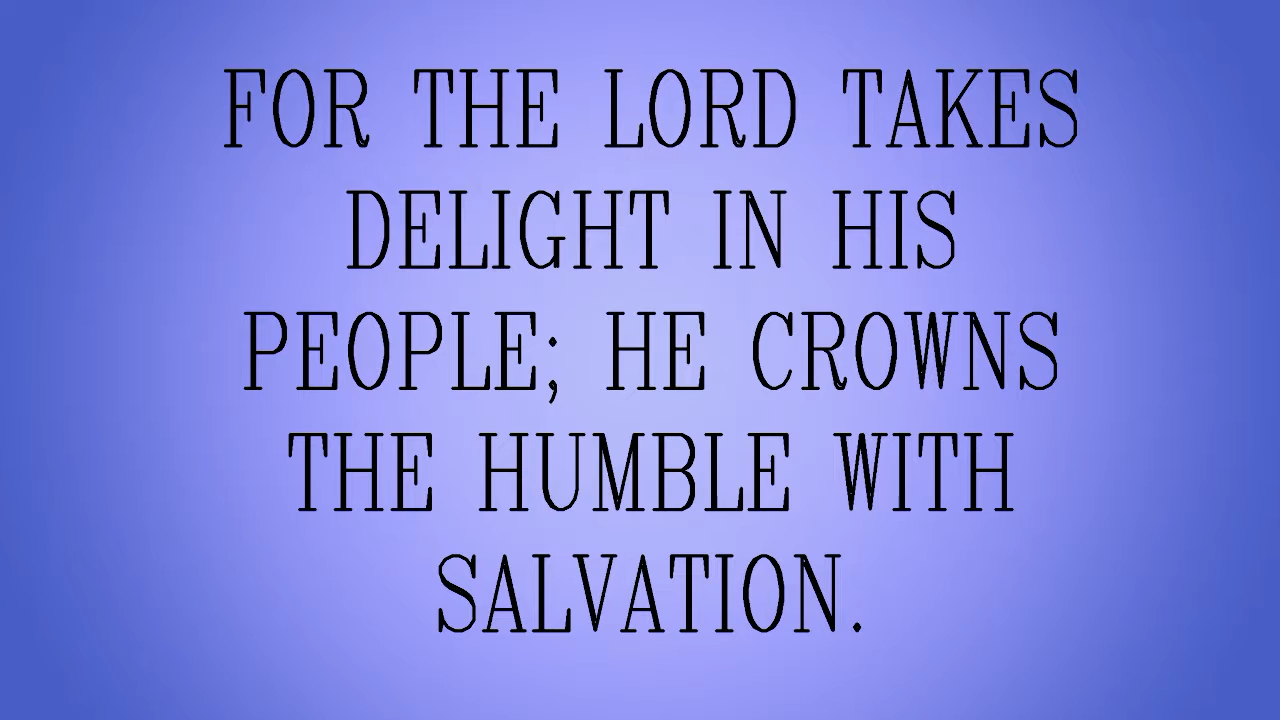 FOR THE LORD TAKES
DELIGHT IN HIS
PEOPLE; HE CROWNS
THE HUMBLE WITH
SALVATION.